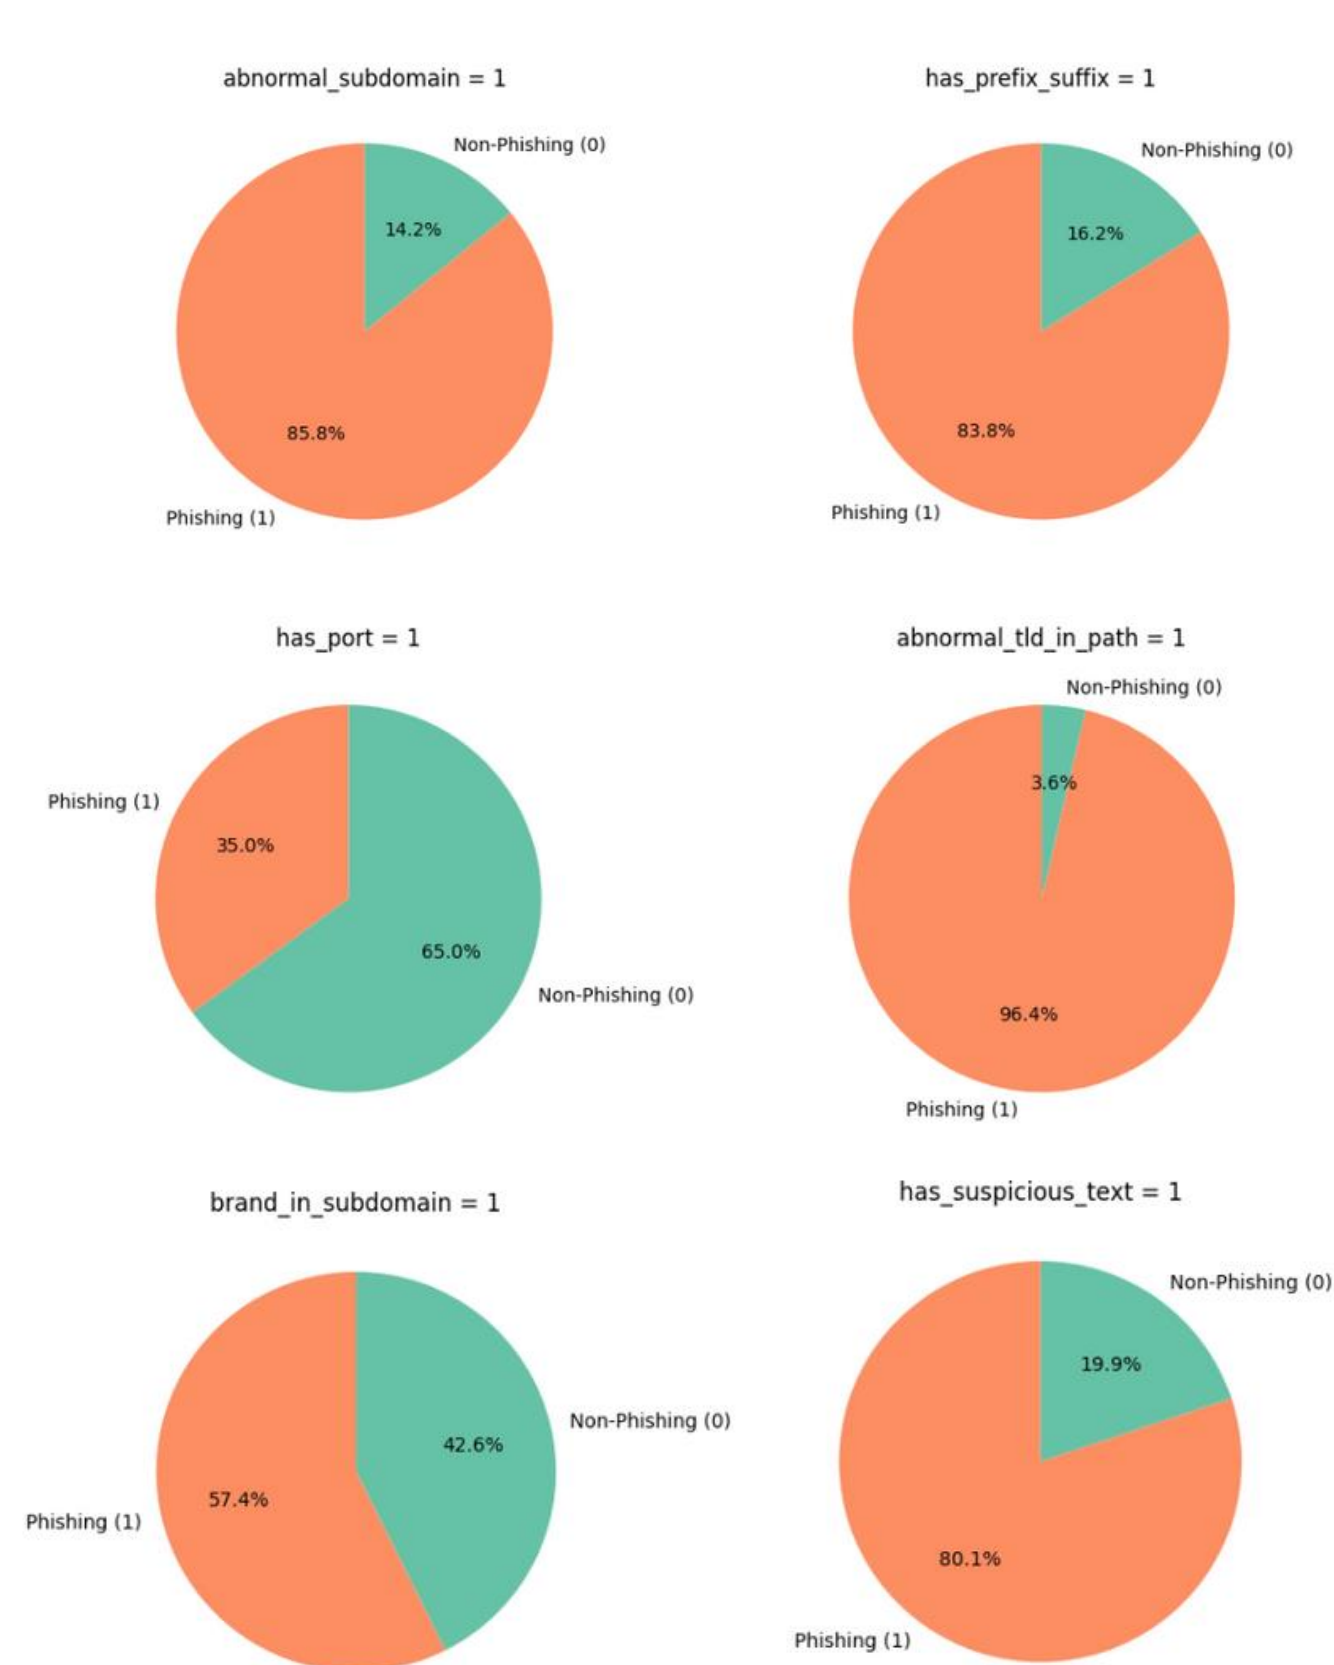 abnormal_subdomain = 1
Non-Phishing (0)
14.2%
85.8%
Phishing (1)
has_prefix_suffix = 1
Non-Phishing (0)
16.2%
83.8%
Phishing (1)
has_port = 1
Phishing (1)
35.0%
65.0%
Non-Phishing (0)
abnormal_tld_in_path = 1
Non-Phishing (0)
3.6%
96.4%
Phishing (1)
brand_in_subdomain = 1
Non-Phishing (0)
42.6%
57.4%
Phishing (1)
has_suspicious_text = 1
Non-Phishing (0)
19.9%
80.1%
Phishing (1)